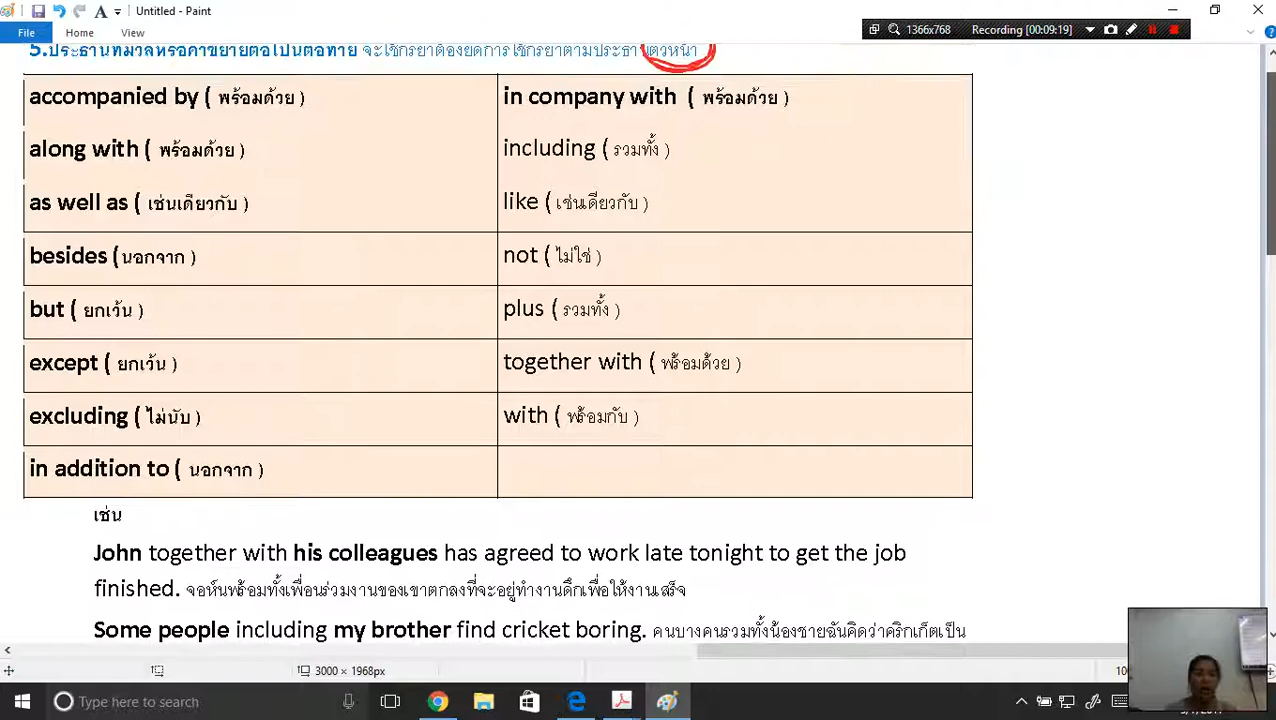 Untitled - Paint
File Home View
1366x768 Recording [00:09:19]
accompanied by ( พร้อมด้วย ) in company with ( พร้อมด้วย )
along with ( พร้อมด้วย ) including ( รวมทั้ง )
as well as ( เช่นเดียวกับ ) like ( เช่นเดียวกับ )
besides (นอกจาก ) not ( ไม่ใช่ )
but ( ยกเว้น ) plus ( รวมทั้ง )
except ( ยกเว้น ) together with ( พร้อมด้วย )
excluding ( ไม่นับ ) with ( พร้อมกับ )
in addition to ( นอกจาก )
เช่น
John together with his colleagues has agreed to work late tonight to get the job
finished. จอห์นพร้อมทั้งเพื่อนร่วมงานของเขาตกลงที่จะอยู่ทำงานดึกเพื่อให้งานเสร็จ
Some people including my brother find cricket boring. คนบางคนรวมทั้งน้องชายฉันคิดว่าคริกเก็ตเป็น
3000 × 1968px
Type here to search